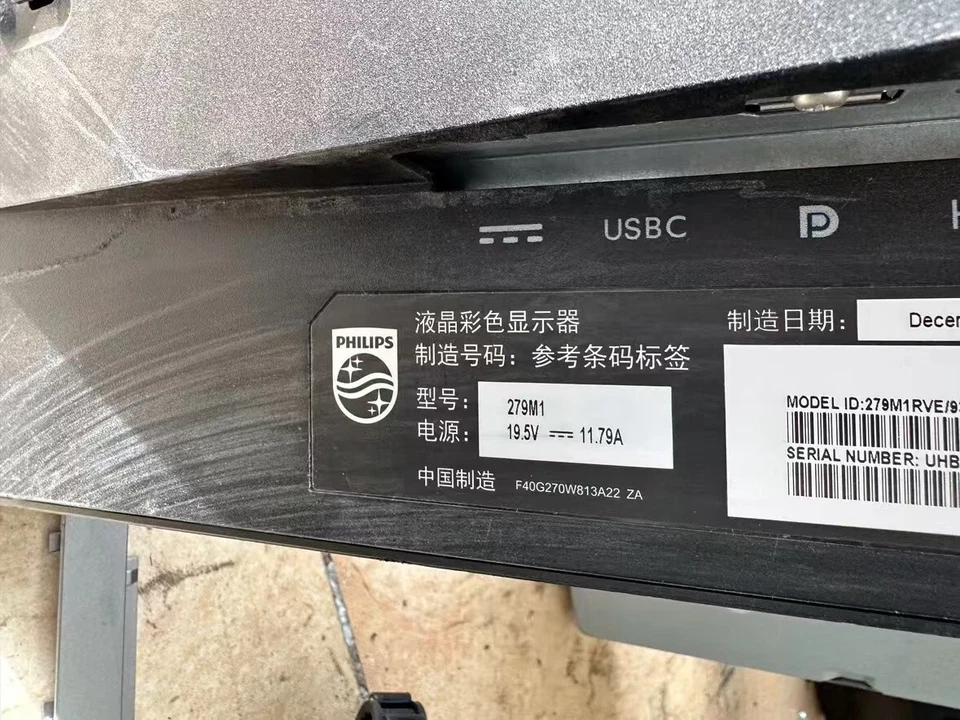 USBC
PHILIPS
液晶彩色显示器
制造号码：参考条码标签
型号：
279M1
电源：
19.5V ⎓ 11.79A
中国制造
F40G270W813A22 ZA
制造日期：
MODEL ID:279M1RVE/9
SERIAL NUMBER: UHB